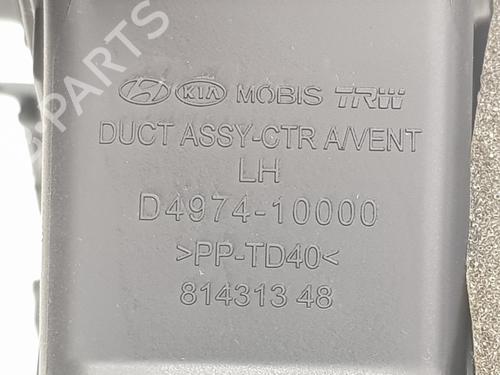 KIA MOBIS TRW
DUCT ASSY-CTR A/VENT
LH
D4974-10000
>PP-TD40<
814313 48
B-PARTS